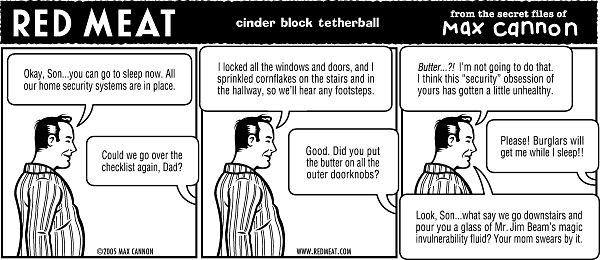 RED MEAT
cinder block tetherball
from the secret files of
max cannon
Okay, Son...you can go to sleep now. All
our home security systems are in place.
Could we go over the
checklist again, Dad?
©2005 MAX CANNON
I locked all the windows and doors, and I
sprinkled cornflakes on the stairs and in
the hallway, so we'll hear any footsteps.
Good. Did you put
the butter on all the
outer doorknobs?
WWW.REDMEAT.COM
Butter...?! I'm not going to do that.
I think this "security" obsession of
yours has gotten a little unhealthy.
Please! Burglars will
get me while I sleep!!
Look, Son...what say we go downstairs and
pour you a glass of Mr. Jim Beam's magic
invulnerability fluid? Your mom swears by it.